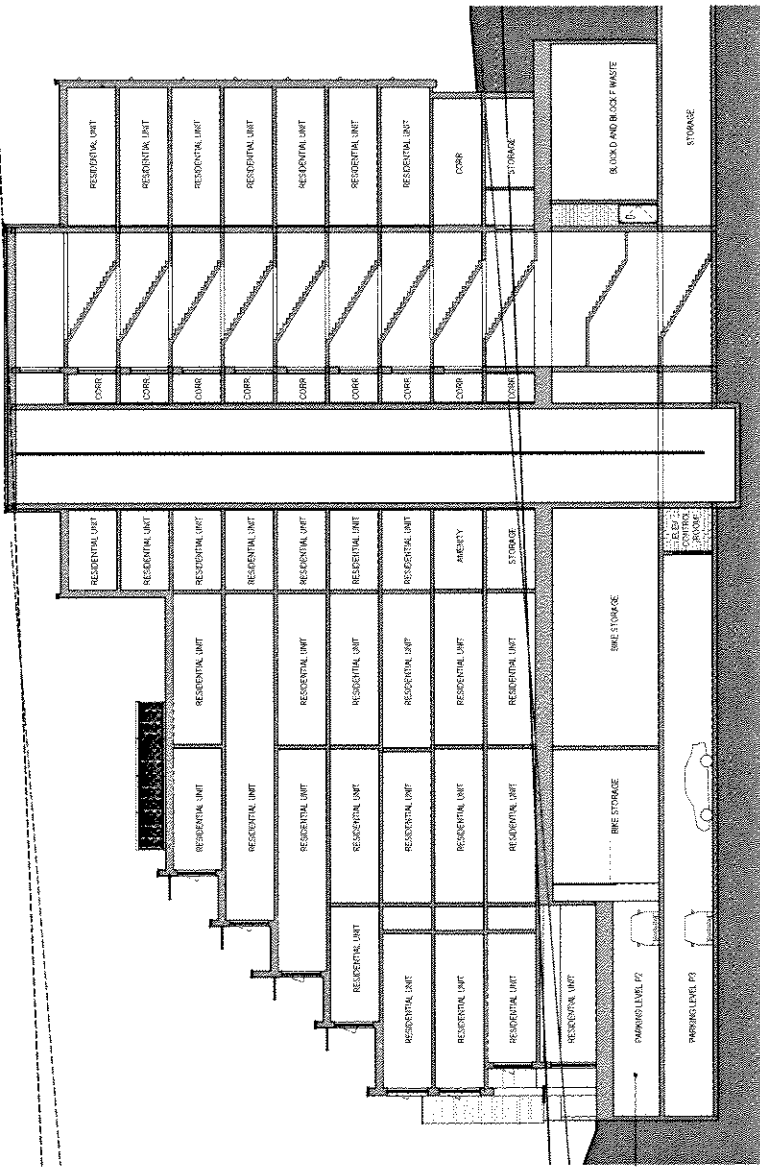 RESIDENTIAL UNIT
CORR.
RESIDENTIAL UNIT
RESIDENTIAL UNIT
CORR.
RESIDENTIAL UNIT
RESIDENTIAL UNIT
RESIDENTIAL UNIT
RESIDENTIAL UNIT
CORR.
RESIDENTIAL UNIT
RESIDENTIAL UNIT
RESIDENTIAL UNIT
CORR.
RESIDENTIAL UNIT
RESIDENTIAL UNIT
RESIDENTIAL UNIT
CORR.
RESIDENTIAL UNIT
RESIDENTIAL UNIT
RESIDENTIAL UNIT
RESIDENTIAL UNIT
RESIDENTIAL UNIT
CORR.
RESIDENTIAL UNIT
RESIDENTIAL UNIT
RESIDENTIAL UNIT
RESIDENTIAL UNIT
RESIDENTIAL UNIT
CORR.
RESIDENTIAL UNIT
RESIDENTIAL UNIT
RESIDENTIAL UNIT
RESIDENTIAL UNIT
AMENITY
CORR.
CORR
RESIDENTIAL UNIT
RESIDENTIAL UNIT
RESIDENTIAL UNIT
STORAGE
CORR.
STORAGE
RESIDENTIAL UNIT
BIKE STORAGE
BIKE STORAGE
BLOCK D AND BLOCK F WASTE
PARKING LEVEL P2
PARKING LEVEL P3
ELEV
CONTROL
ROOM
STORAGE